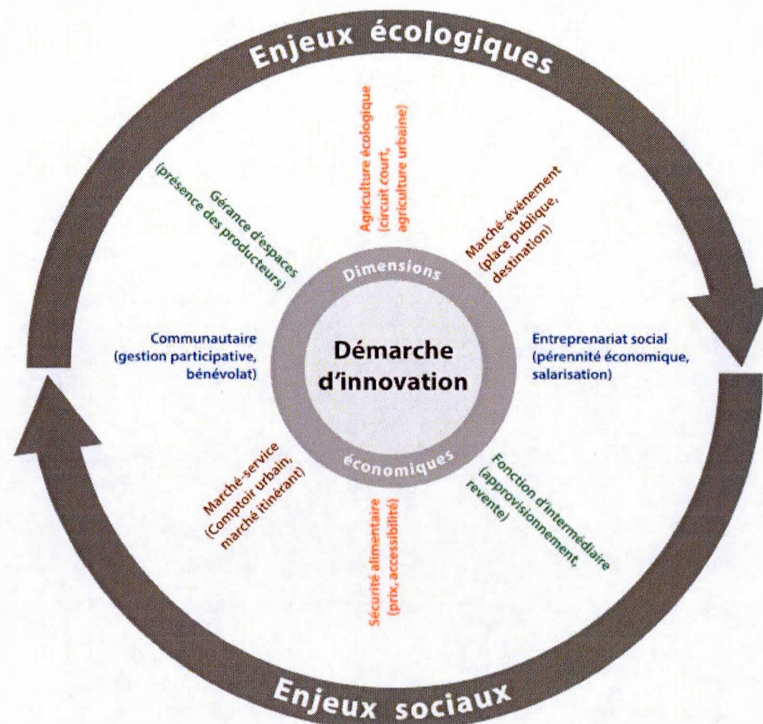 Enjeux écologiques
Agriculture écologique
(circuit court,
agriculture urbaine)
Gérance d'espaces
(présence des producteurs)
Marché-événement
(place publique,
destination)
Dimensions
Communautaire
(gestion participative,
bénévolat)
Démarche
d'innovation
Entreprenariat social
(pérennité économique,
salarisation)
économiques
Marché-service
(Comptoir urbain,
marché itinérant)
Sécurité alimentaire
(prix, accessibilité)
Fonction d'intermédiaire
(approvisionnement,
revente)
Enjeux sociaux